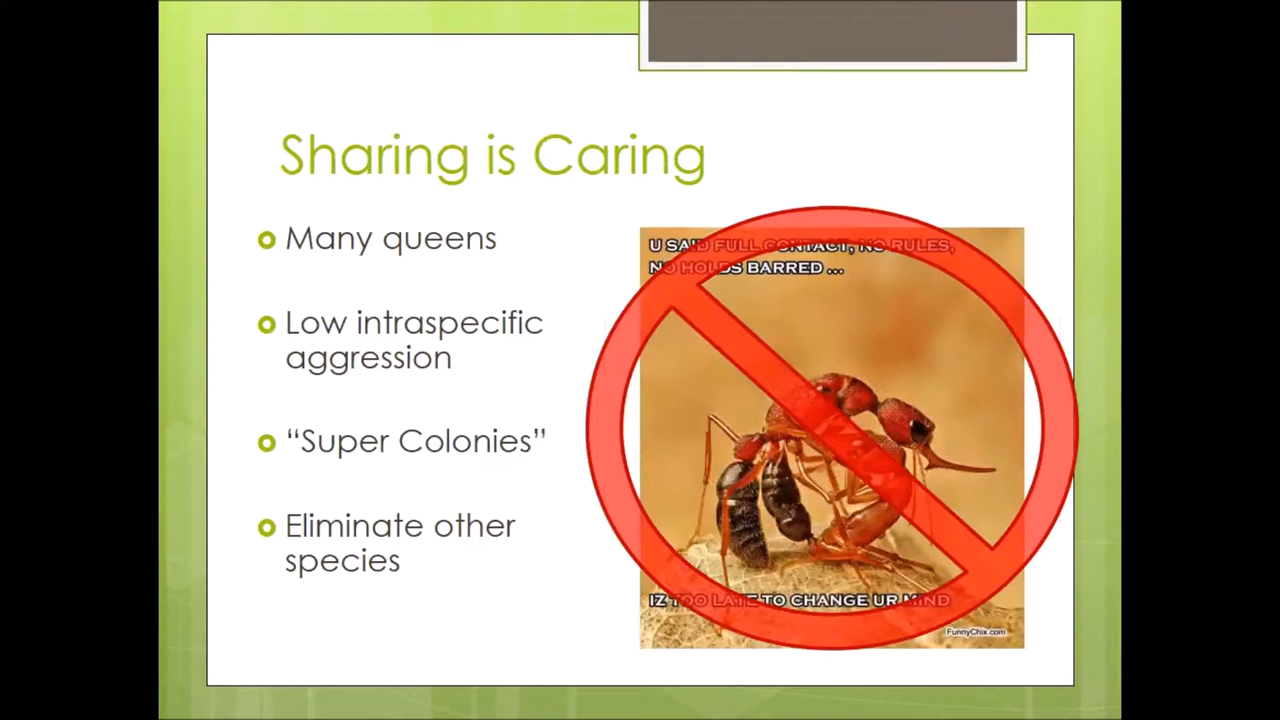 Sharing is Caring
Many queens
Low intraspecific
aggression
“Super Colonies”
Eliminate other
species
U SAID FULL CONTACT, NO RULES,
NO HOLDS BARRED ...
IZ TOO LATE TO CHANGE UR MIND
FunnyChix.com